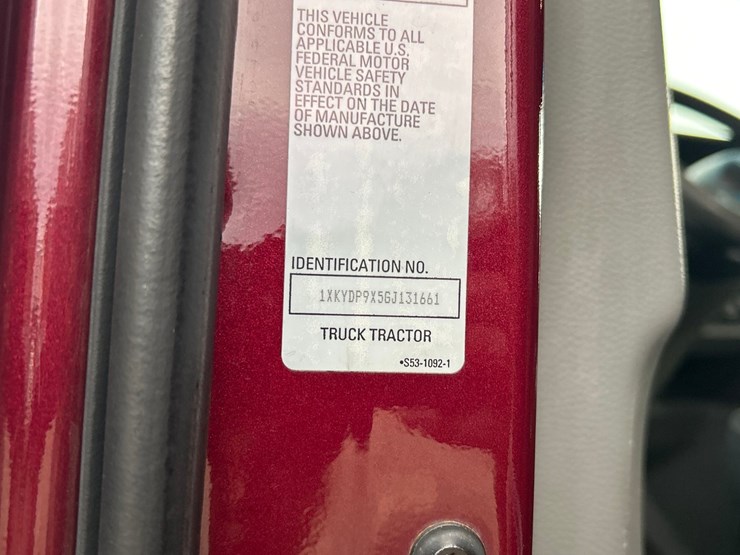 THIS VEHICLE
CONFORMS TO ALL
APPLICABLE U.S.
FEDERAL MOTOR
VEHICLE SAFETY
STANDARDS IN
EFFECT ON THE DATE
OF MANUFACTURE
SHOWN ABOVE.
IDENTIFICATION NO.
1XKYDP9X5GJ131661
TRUCK TRACTOR
•S53-1092-1